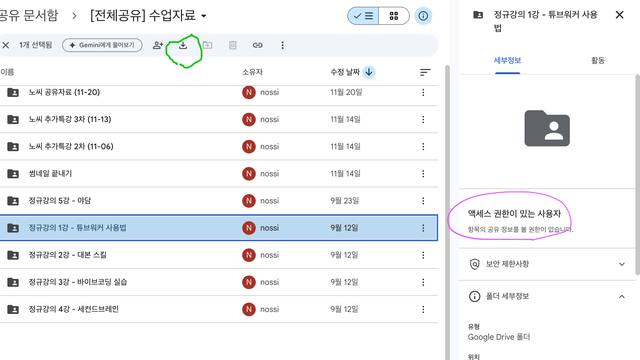 공유 문서함 > [전체공유] 수업자료
1개 선택됨
Gemini에게 물어보기
이름 소유자 수정 날짜
노씨 공유자료 (11-20) N nossi 11월 20일
노씨 추가특강 3차 (11-13) N nossi 11월 14일
노씨 추가특강 2차 (11-06) N nossi 11월 14일
썸네일 끝내기 N nossi 11월 14일
정규강의 5강 - 야담 N nossi 9월 23일
정규강의 1강 - 튜브워커 사용법 N nossi 9월 12일
정규강의 2강 - 대본 스킬 N nossi 9월 12일
정규강의 3강 - 바이브코딩 실습 N nossi 9월 12일
정규강의 4강 - 세컨드브레인 N nossi 9월 12일
정규강의 1강 - 튜브워커 사용
법
세부정보 활동
액세스 권한이 있는 사용자
항목의 공유 정보를 볼 권한이 없습니다.
보안 제한사항
폴더 세부정보
유형
Google Drive 폴더
위치